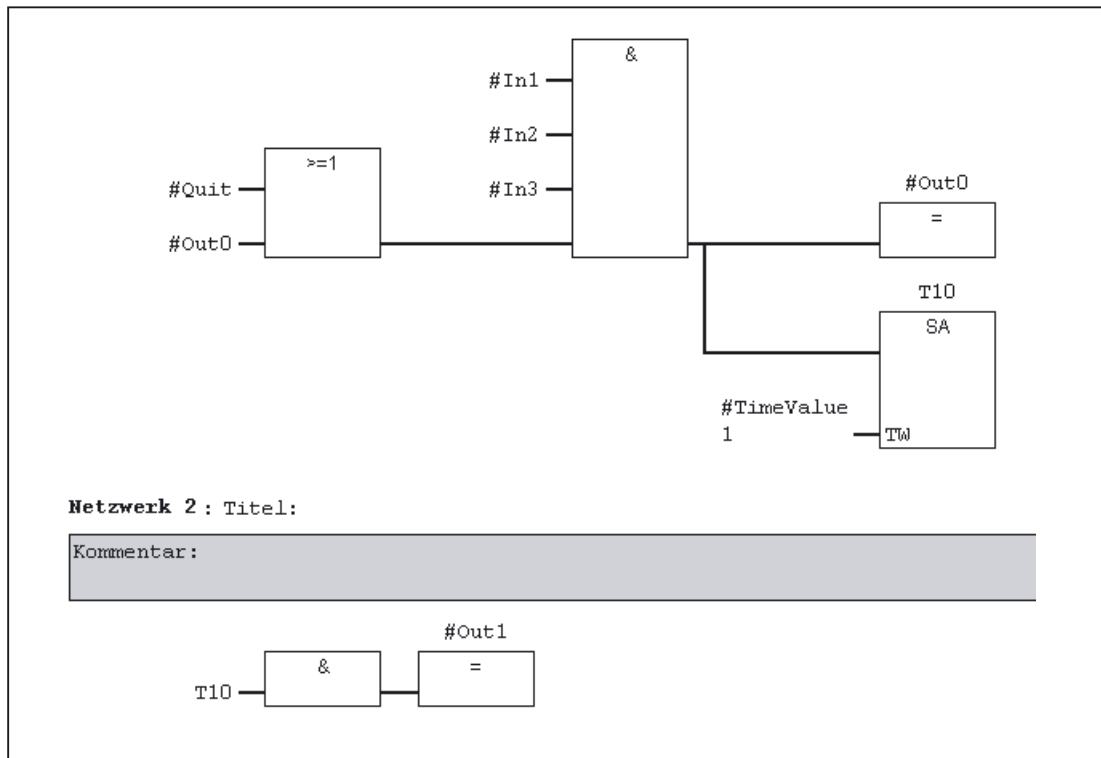 &
#In1
#In2
>=1
#Quit
#In3
#Out0
#Out0
=
T10
SA
#TimeValue
1
TW
Netzwerk 2 : Titel:
Kommentar:
#Out1
&
=
T10